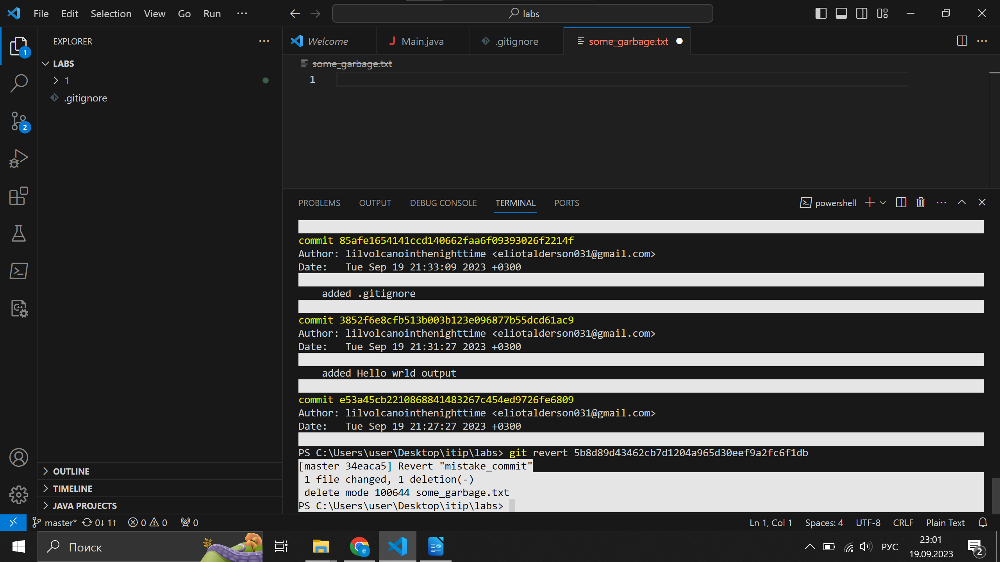 File Edit Selection View Go Run ··· labs
EXPLORER ···
1
LABS
1
.gitignore
2
OUTLINE
TIMELINE
JAVA PROJECTS
Welcome Main.java .gitignore some_garbage.txt
some_garbage.txt
1
PROBLEMS OUTPUT DEBUG CONSOLE TERMINAL PORTS powershell
commit 85afe1654141ccd140662faa6f09393026f2214f
Author: lilvolcanointhenighttime <eliotalderson031@gmail.com>
Date:   Tue Sep 19 21:33:09 2023 +0300
added .gitignore
commit 3852f6e8cfb513b003b123e096877b55dcd61ac9
Author: lilvolcanointhenighttime <eliotalderson031@gmail.com>
Date:   Tue Sep 19 21:31:27 2023 +0300
added Hello wrld output
commit e53a45cb2210868841483267c454ed9726fe6809
Author: lilvolcanointhenighttime <eliotalderson031@gmail.com>
Date:   Tue Sep 19 21:27:27 2023 +0300
PS C:\Users\user\Desktop\itip\labs> git revert 5b8d89d43462cb7d1204a965d30eef9a2fc6f1db
[master 34eaca5] Revert "mistake_commit"
 1 file changed, 1 deletion(-)
 delete mode 100644 some_garbage.txt
PS C:\Users\user\Desktop\itip\labs>
master* 0↓ 1↑ 0 0 0 Ln 1, Col 1 Spaces: 4 UTF-8 CRLF Plain Text
Поиск РУС 23:01
19.09.2023 2